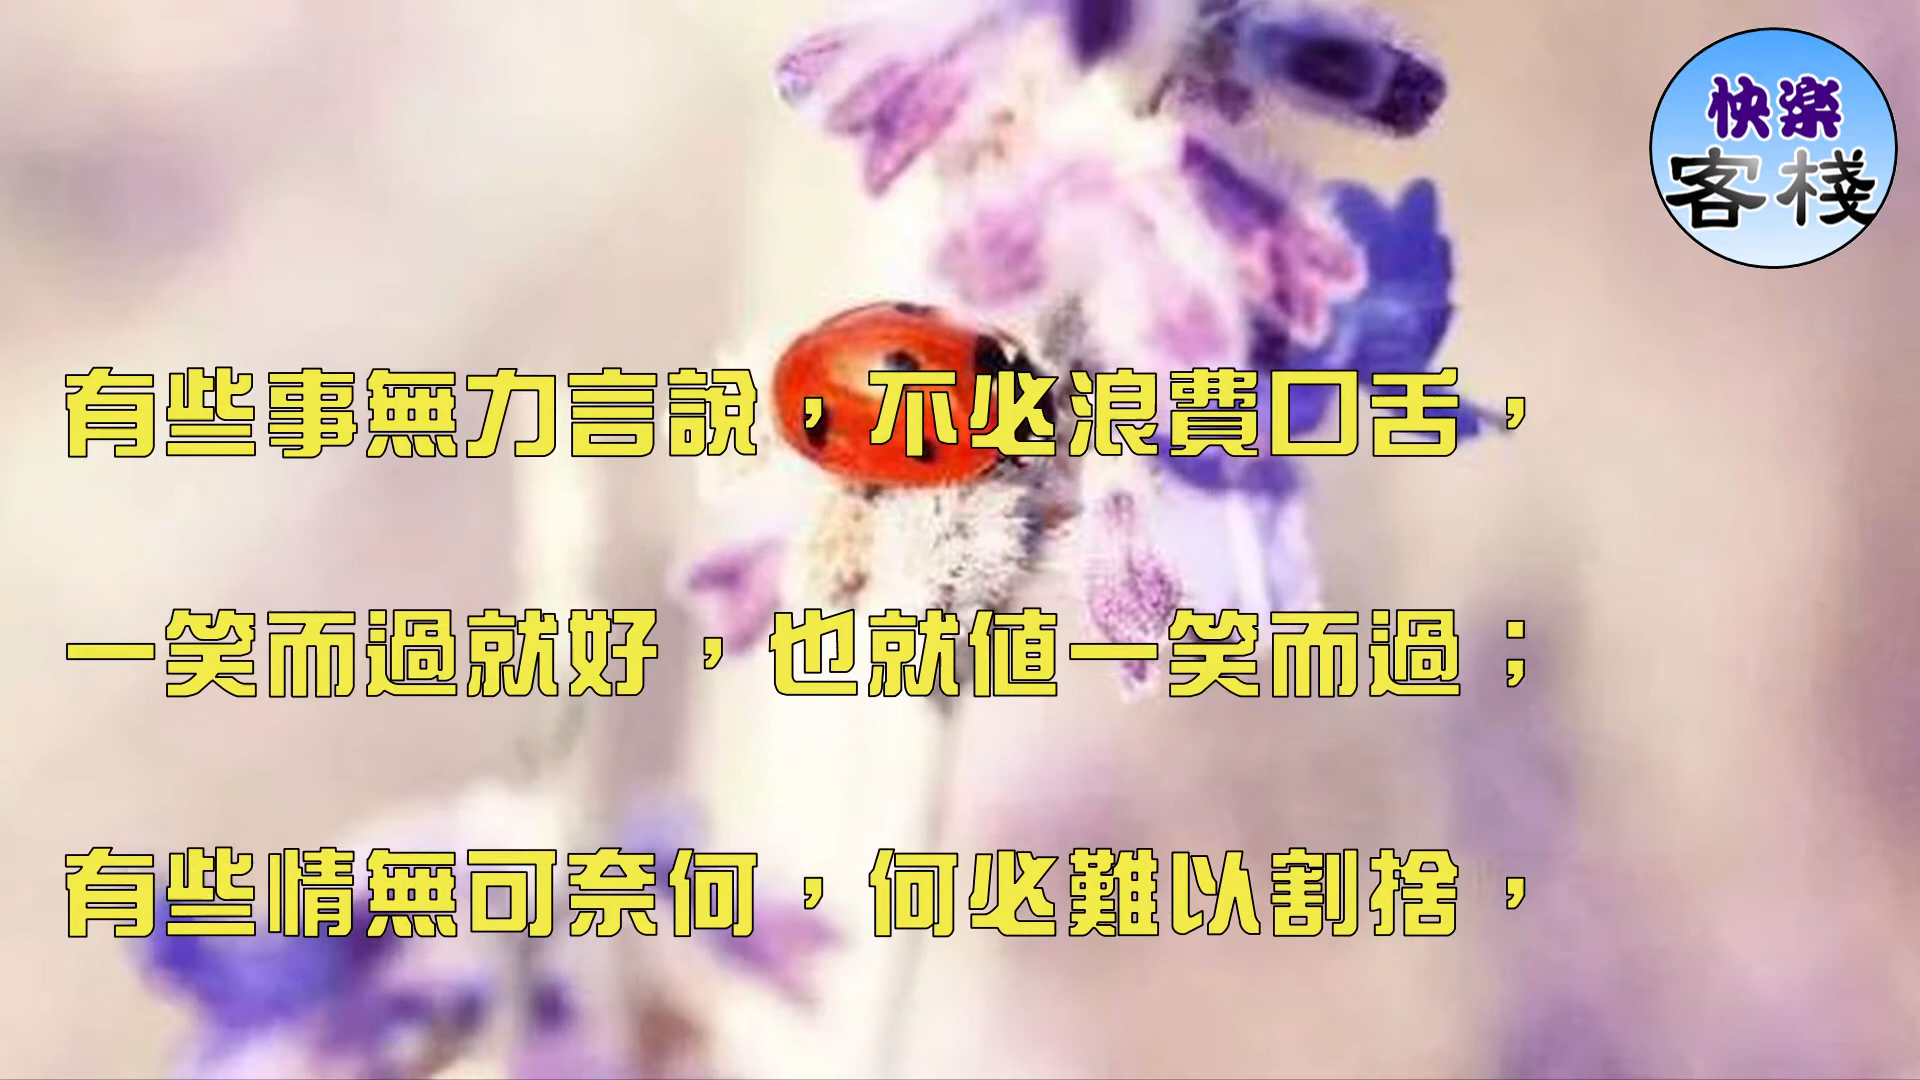 快樂
客棧
有些事無力言說，不必浪費口舌，
一笑而過就好，也就值一笑而過；
有些情無可奈何，何必難以割捨，